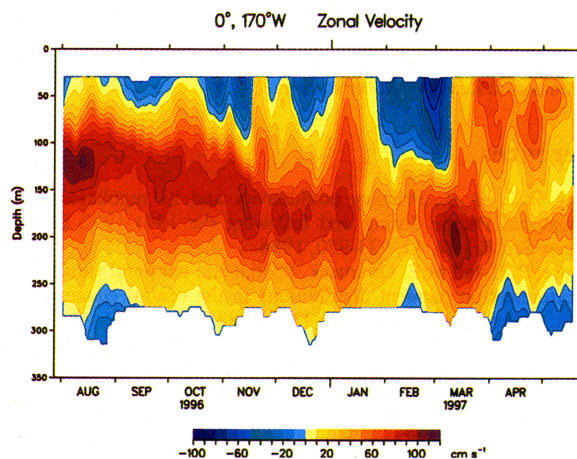 0°, 170°W Zonal Velocity
0
50
100
150
200
250
300
350
Depth (m)
AUG SEP OCT NOV DEC JAN FEB MAR APR
1996 1997
-100 -60 -20 20 60 100 cm s⁻¹